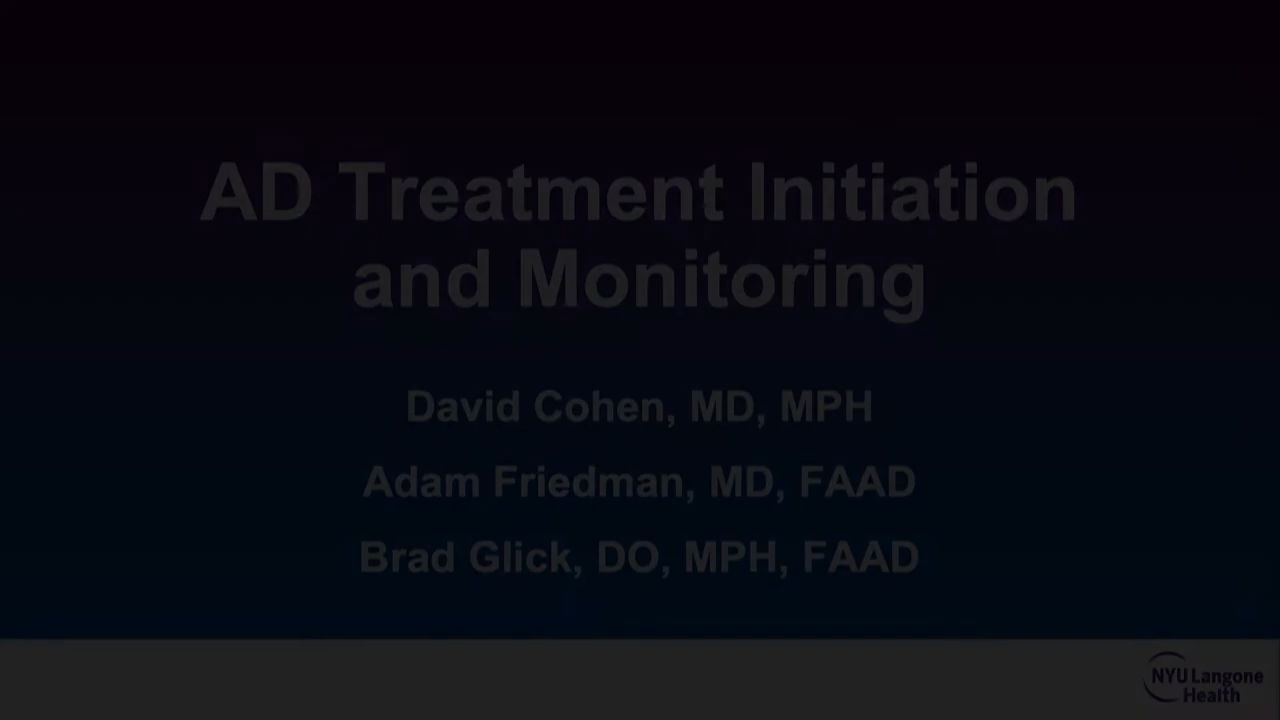 AD Treatment Initiation
and Monitoring
David Cohen, MD, MPH
Adam Friedman, MD, FAAD
Brad Glick, DO, MPH, FAAD
NYU Langone
Health